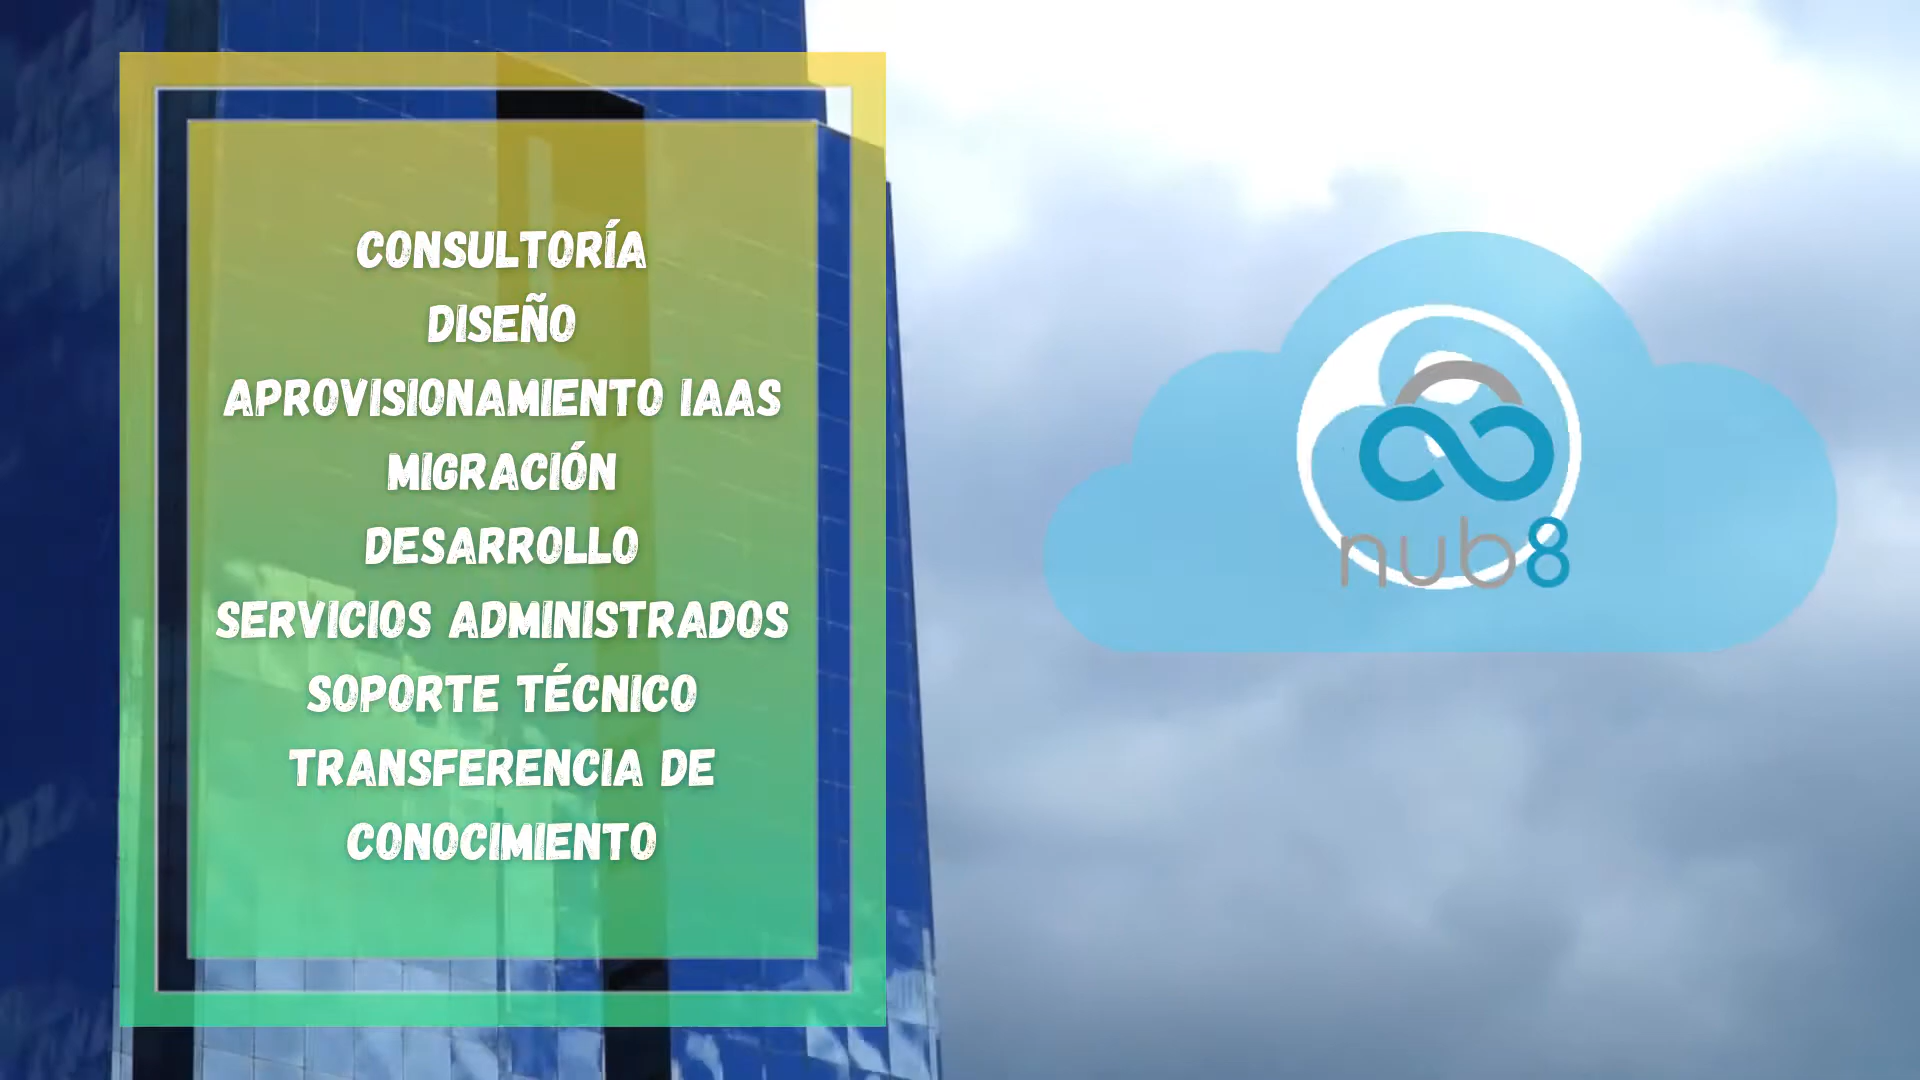 CONSULTORÍA
DISEÑO
APROVISIONAMIENTO IAAS
MIGRACIÓN
DESARROLLO
SERVICIOS ADMINISTRADOS
SOPORTE TÉCNICO
TRANSFERENCIA DE
CONOCIMIENTO
nub8